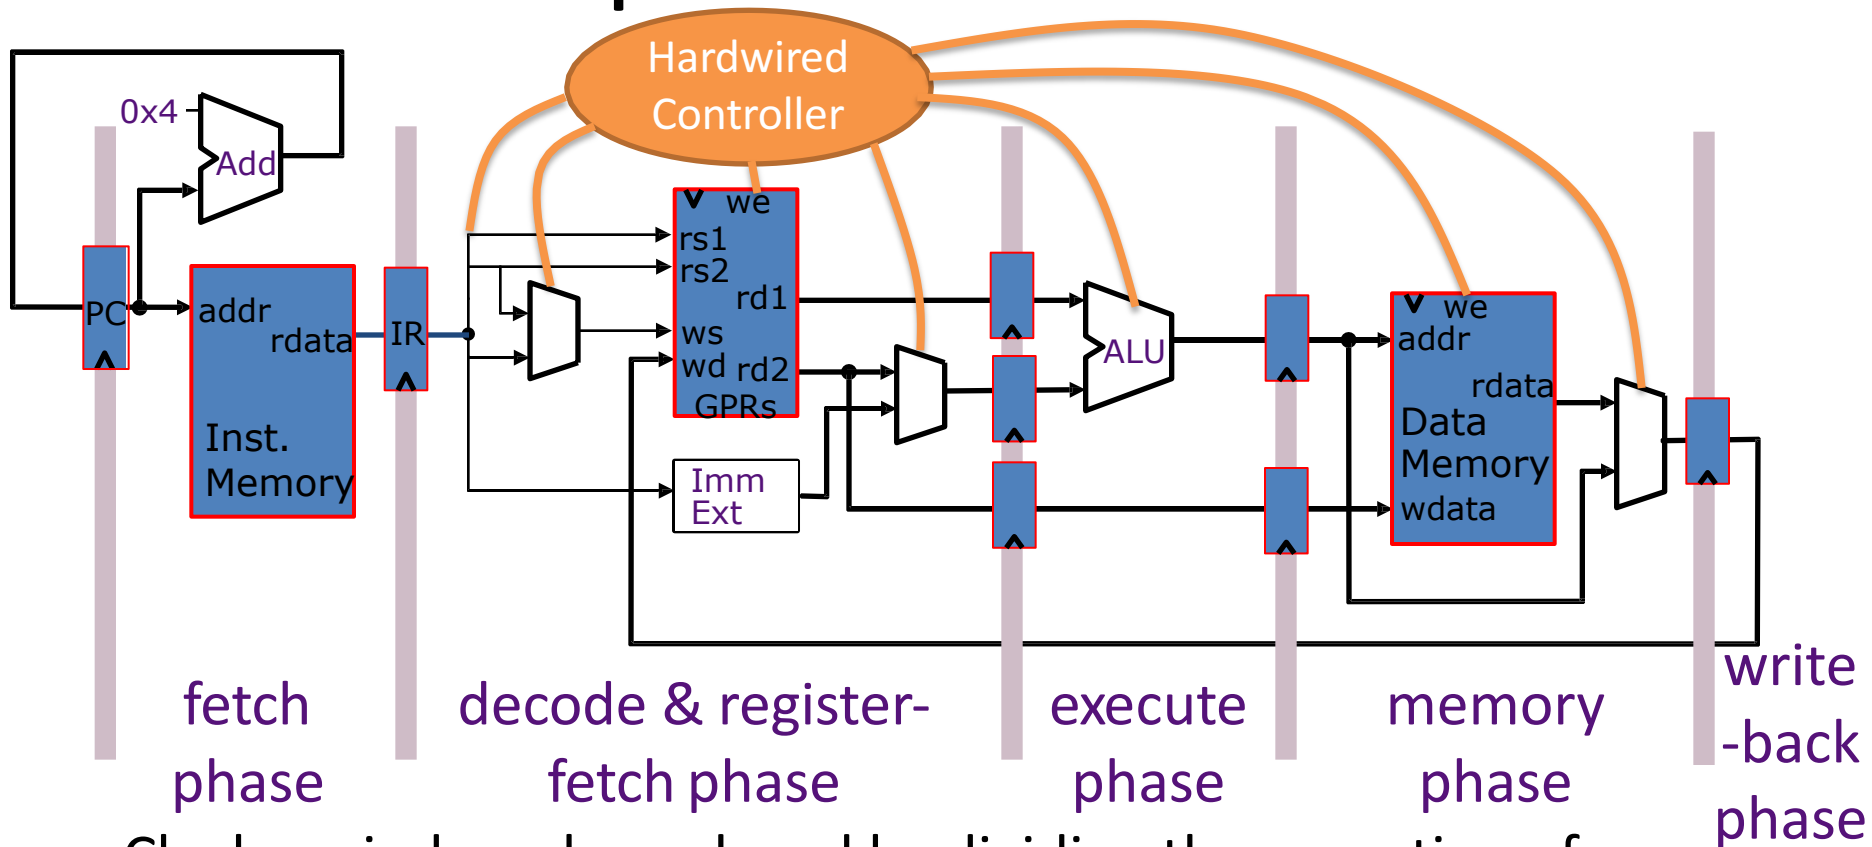 Hardwired
Controller
0x4
Add
PC
addr
rdata
Inst.
Memory
IR
we
rs1
rs2
rd1
ws
wd rd2
GPRs
Imm
Ext
ALU
we
addr
rdata
Data
Memory
wdata
fetch
phase
decode & register-
fetch phase
execute
phase
memory
phase
write
-back
phase